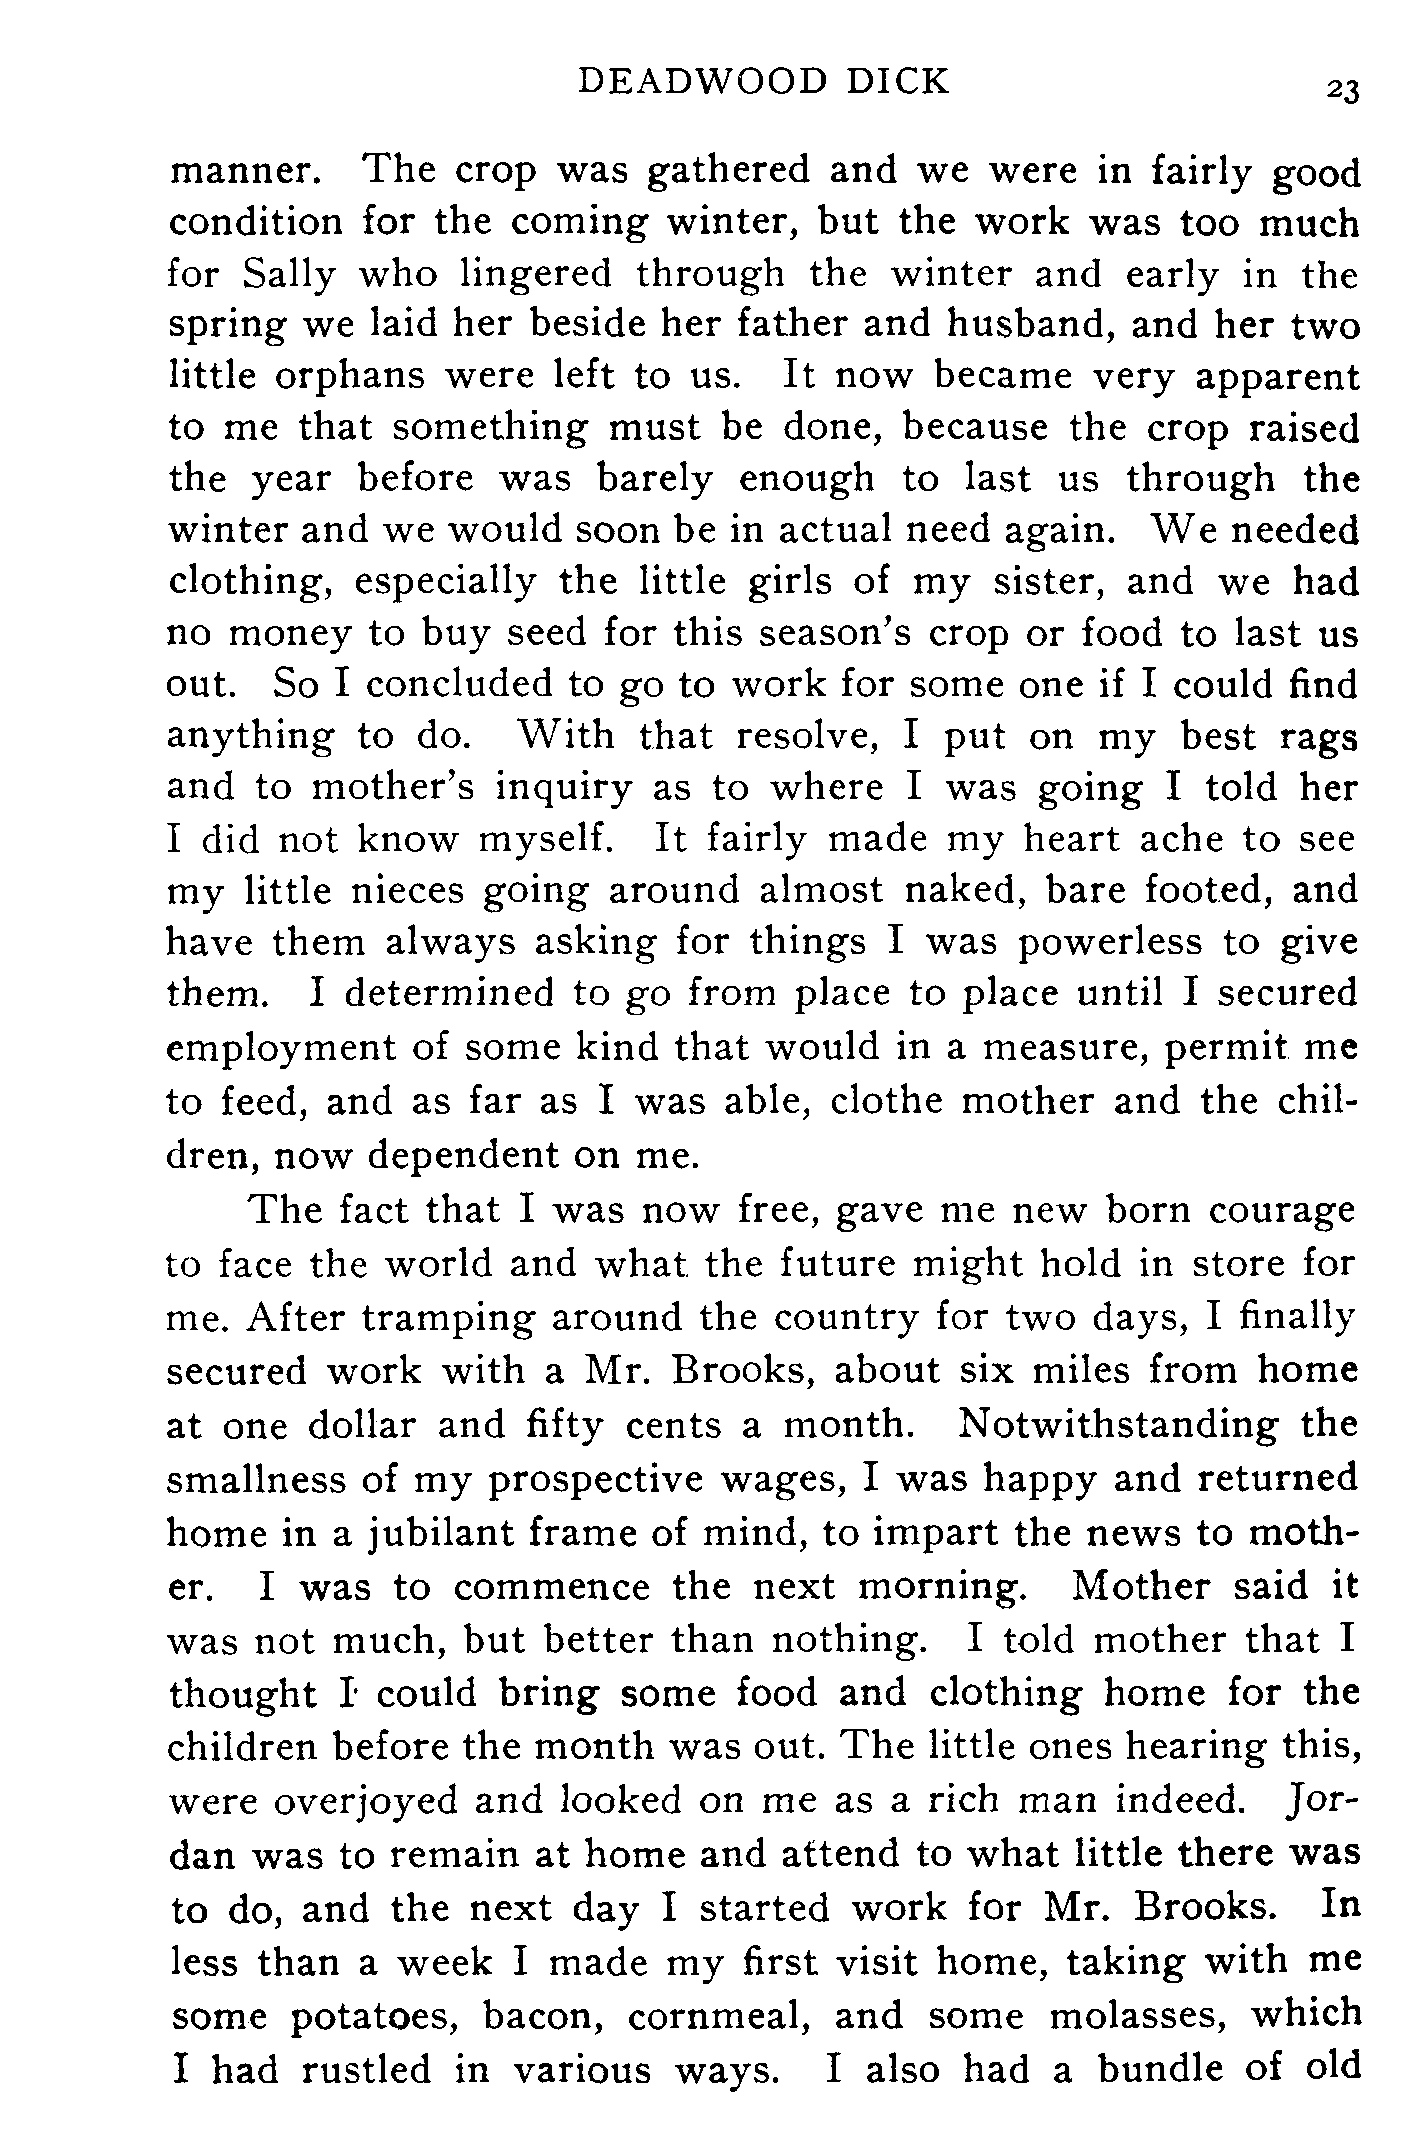 DEADWOOD DICK 23
manner. The crop was gathered and we were in fairly good
condition for the coming winter, but the work was too much
for Sally who lingered through the winter and early in the
spring we laid her beside her father and husband, and her two
little orphans were left to us. It now became very apparent
to me that something must be done, because the crop raised
the year before was barely enough to last us through the
winter and we would soon be in actual need again. We needed
clothing, especially the little girls of my sister, and we had
no money to buy seed for this season's crop or food to last us
out. So I concluded to go to work for some one if I could find
anything to do. With that resolve, I put on my best rags
and to mother's inquiry as to where I was going I told her
I did not know myself. It fairly made my heart ache to see
my little nieces going around almost naked, bare footed, and
have them always asking for things I was powerless to give
them. I determined to go from place to place until I secured
employment of some kind that would in a measure, permit me
to feed, and as far as I was able, clothe mother and the chil-
dren, now dependent on me.
The fact that I was now free, gave me new born courage
to face the world and what the future might hold in store for
me. After tramping around the country for two days, I finally
secured work with a Mr. Brooks, about six miles from home
at one dollar and fifty cents a month. Notwithstanding the
smallness of my prospective wages, I was happy and returned
home in a jubilant frame of mind, to impart the news to moth-
er. I was to commence the next morning. Mother said it
was not much, but better than nothing. I told mother that I
thought I could bring some food and clothing home for the
children before the month was out. The little ones hearing this,
were overjoyed and looked on me as a rich man indeed. Jor-
dan was to remain at home and attend to what little there was
to do, and the next day I started work for Mr. Brooks. In
less than a week I made my first visit home, taking with me
some potatoes, bacon, cornmeal, and some molasses, which
I had rustled in various ways. I also had a bundle of old